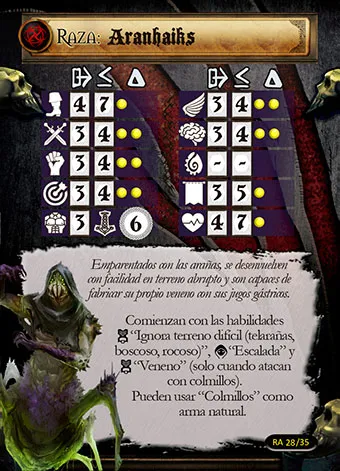 RAZA: Aranhaiks
4 7 3 4
3 4 3 4
3 4 - -
3 4 3 5
3 6 4 7
Emparentados con las arañas, se desenvuelven
con facilidad en terreno abrupto y son capaces de
fabricar su propio veneno con sus jugos gástricos.
Comienzan con las habilidades
“Ignora terreno difícil (telarañas,
boscoso, rocoso)”, “Escalada” y
“Veneno” (solo cuando atacan
con colmillos).
Pueden usar “Colmillos” como
arma natural.
RA 28/35